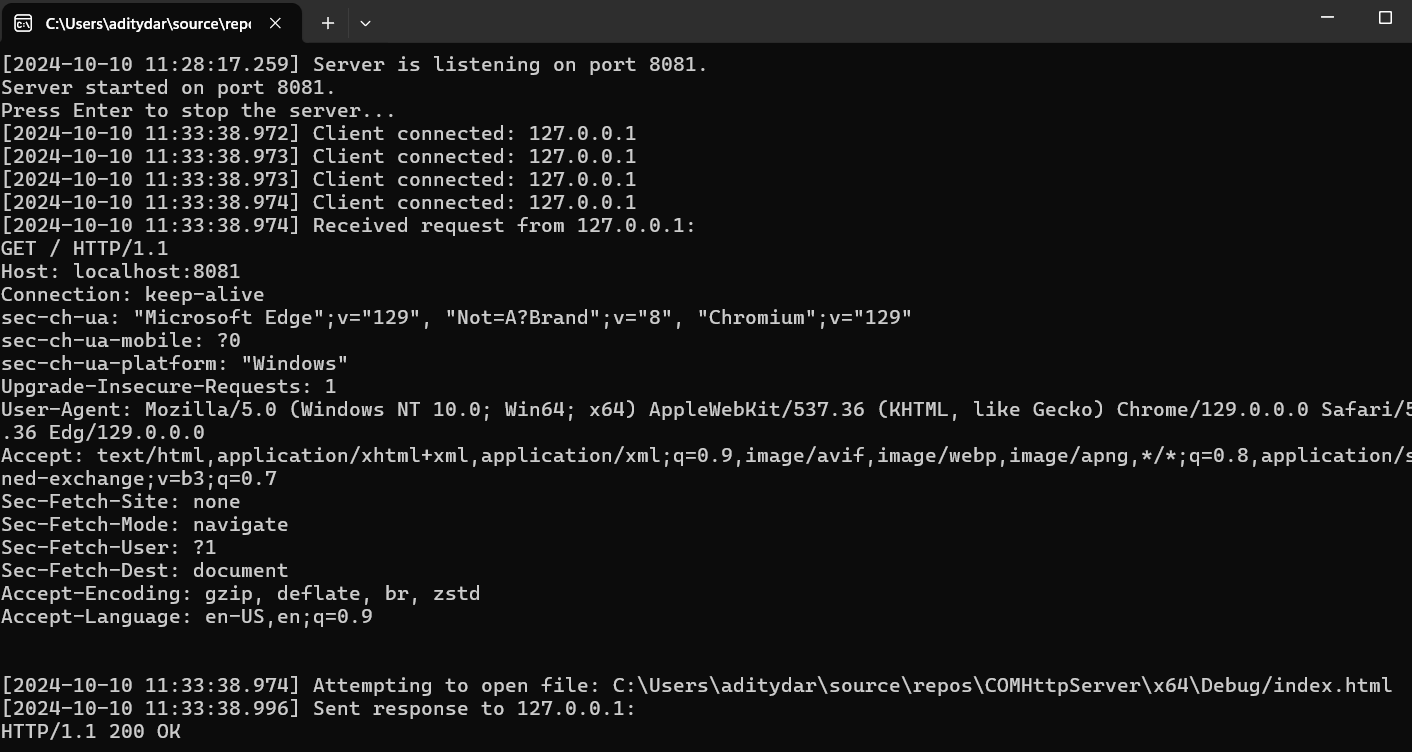 C:\Users\aditydar\source\repo
[2024-10-10 11:28:17.259] Server is listening on port 8081.
Server started on port 8081.
Press Enter to stop the server...
[2024-10-10 11:33:38.972] Client connected: 127.0.0.1
[2024-10-10 11:33:38.973] Client connected: 127.0.0.1
[2024-10-10 11:33:38.973] Client connected: 127.0.0.1
[2024-10-10 11:33:38.974] Client connected: 127.0.0.1
[2024-10-10 11:33:38.974] Received request from 127.0.0.1:
GET / HTTP/1.1
Host: localhost:8081
Connection: keep-alive
sec-ch-ua: "Microsoft Edge";v="129", "Not=A?Brand";v="8", "Chromium";v="129"
sec-ch-ua-mobile: ?0
sec-ch-ua-platform: "Windows"
Upgrade-Insecure-Requests: 1
User-Agent: Mozilla/5.0 (Windows NT 10.0; Win64; x64) AppleWebKit/537.36 (KHTML, like Gecko) Chrome/129.0.0.0 Safari/5
.36 Edg/129.0.0.0
Accept: text/html,application/xhtml+xml,application/xml;q=0.9,image/avif,image/webp,image/apng,*/*;q=0.8,application/s
ned-exchange;v=b3;q=0.7
Sec-Fetch-Site: none
Sec-Fetch-Mode: navigate
Sec-Fetch-User: ?1
Sec-Fetch-Dest: document
Accept-Encoding: gzip, deflate, br, zstd
Accept-Language: en-US,en;q=0.9
[2024-10-10 11:33:38.974] Attempting to open file: C:\Users\aditydar\source\repos\COMHttpServer\x64\Debug/index.html
[2024-10-10 11:33:38.996] Sent response to 127.0.0.1:
HTTP/1.1 200 OK